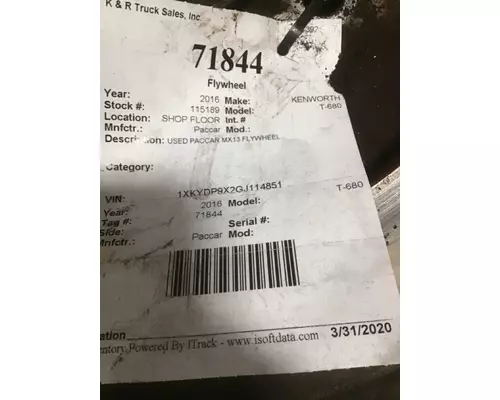 K & R Truck Sales, Inc
71844
Flywheel
Year: 2016 Make: KENWORTH
Stock #: 115189 Model: T-680
Location: SHOP FLOOR Int. #
Mnfctr.: Paccar Mod.:
Description: USED PACCAR MX13 FLYWHEEL
Category:
VIN: 1XKYDP9X2GJ114851
Year: 2016 Model: T-680
Tag #: 71844 Serial #:
Side:
Mnfctr.: Paccar Mod:
3/31/2020
Powered By ITrack - www.isoftdata.com